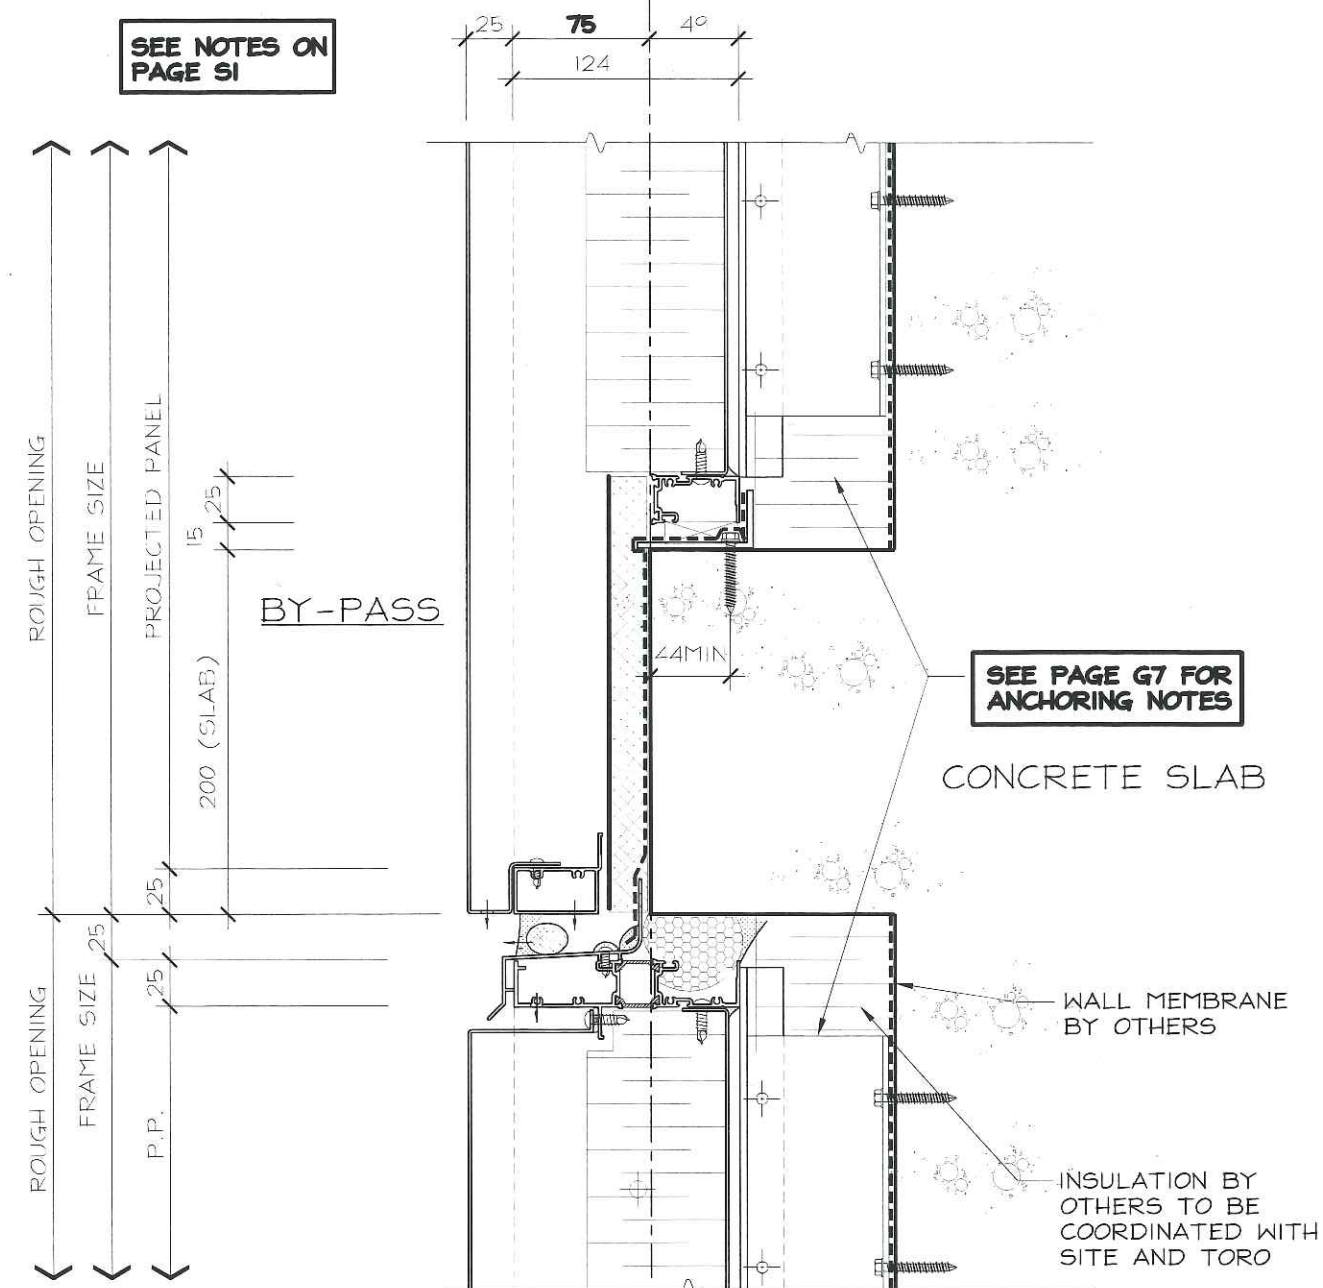 SEE NOTES ON
PAGE S1
25
75
49
124
ROUGH OPENING
FRAME SIZE
PROJECTED PANEL
25
15
200 (SLAB)
BY-PASS
44MIN
SEE PAGE G7 FOR
ANCHORING NOTES
CONCRETE SLAB
25
25
25
ROUGH OPENING
FRAME SIZE
P.P.
WALL MEMBRANE
BY OTHERS
INSULATION BY
OTHERS TO BE
COORDINATED WITH
SITE AND TORO